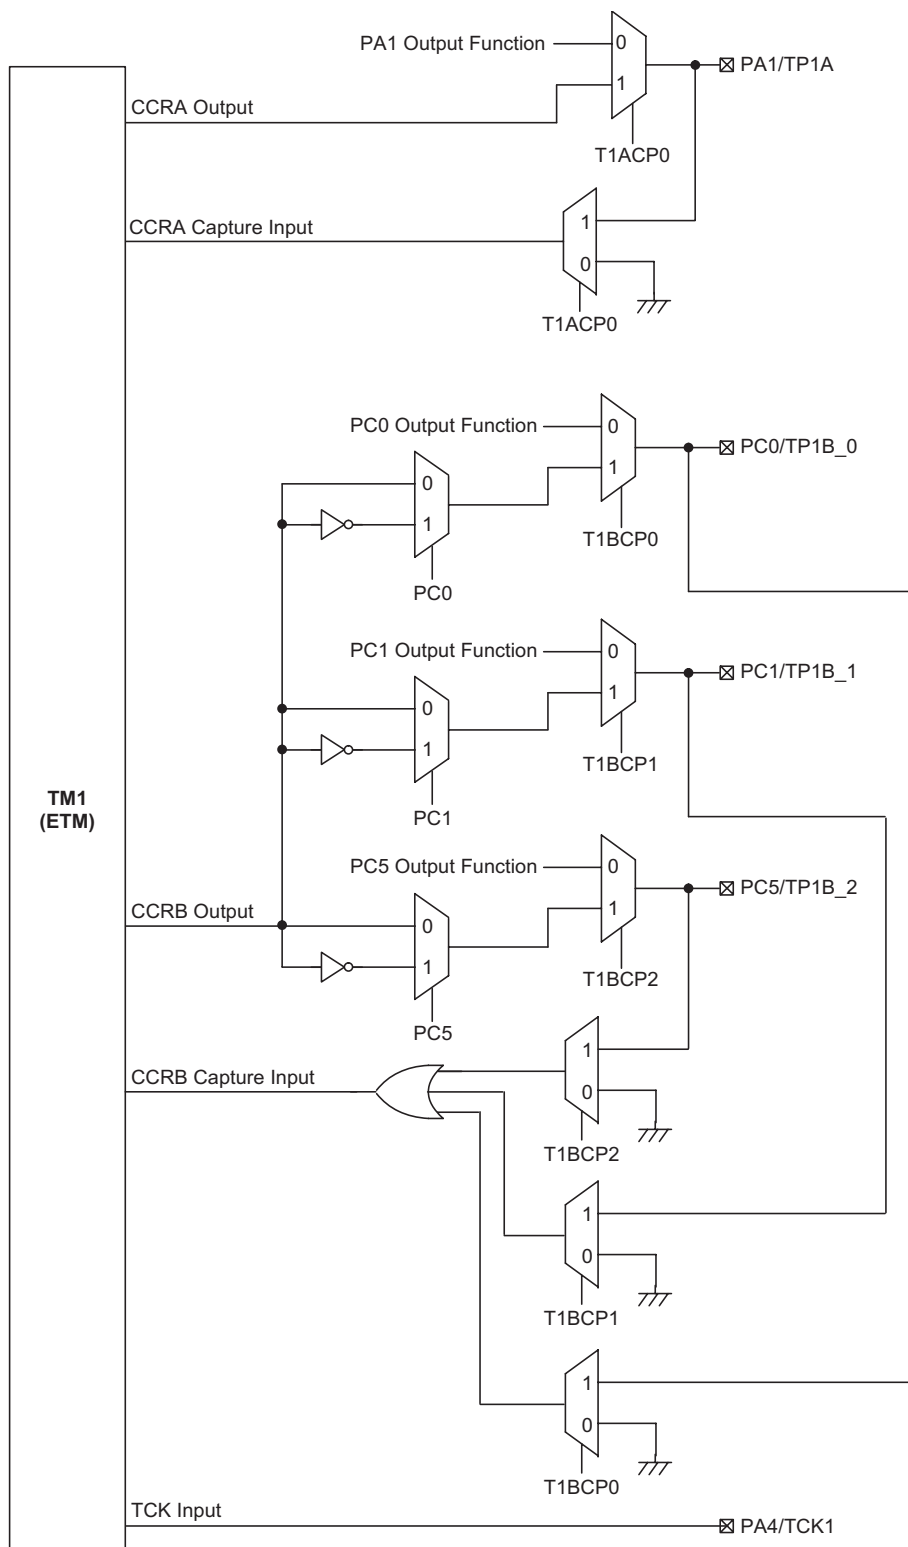 PA1 Output Function
0
1
PA1/TP1A
CCRA Output
T1ACP0
CCRA Capture Input
1
0
T1ACP0
PC0 Output Function
0
1
PC0/TP1B_0
0
1
T1BCP0
PC0
PC1 Output Function
0
1
PC1/TP1B_1
0
1
T1BCP1
PC1
TM1
(ETM)
PC5 Output Function
0
1
PC5/TP1B_2
CCRB Output
0
1
T1BCP2
PC5
CCRB Capture Input
1
0
T1BCP2
1
0
T1BCP1
1
0
T1BCP0
TCK Input
PA4/TCK1